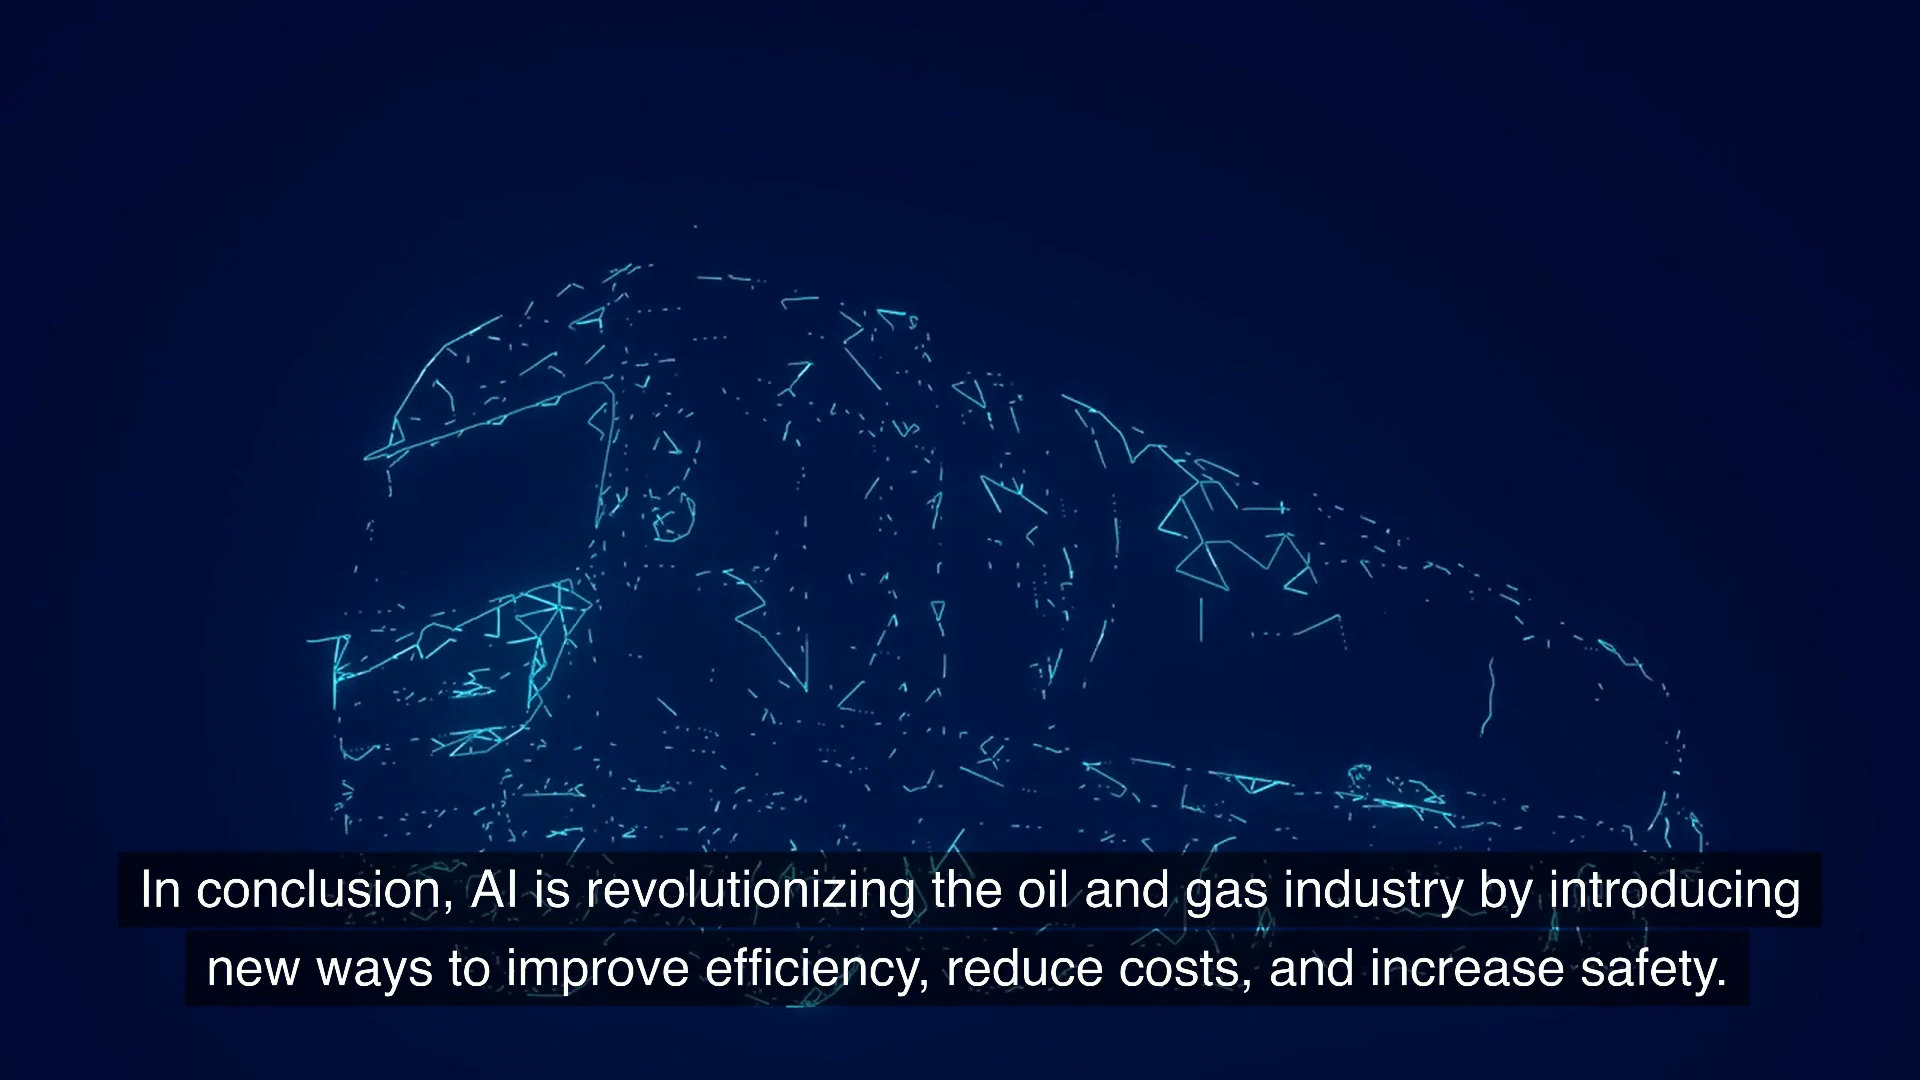 In conclusion, AI is revolutionizing the oil and gas industry by introducing
new ways to improve efficiency, reduce costs, and increase safety.